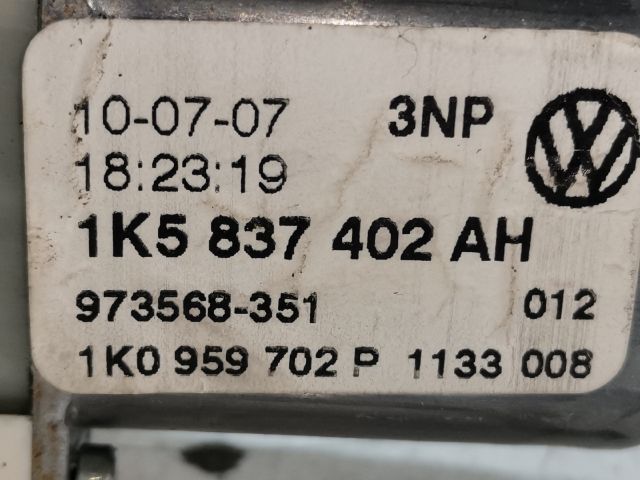 10-07-07 3NP
18:23:19
1K5 837 402 AH
973568-351 012
1K0 959 702 P 1133 008